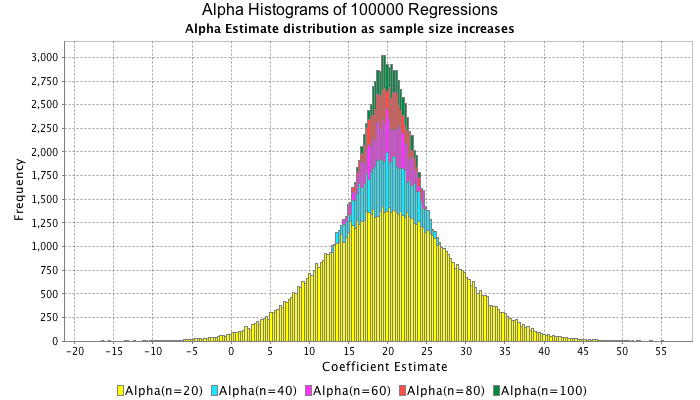 Alpha Histograms of 100000 Regressions
Alpha Estimate distribution as sample size increases
Frequency
3,000
2,750
2,500
2,250
2,000
1,750
1,500
1,250
1,000
750
500
250
0
-20 -15 -10 -5 0 5 10 15 20 25 30 35 40 45 50 55
Coefficient Estimate
Alpha(n=20) Alpha(n=40) Alpha(n=60) Alpha(n=80) Alpha(n=100)